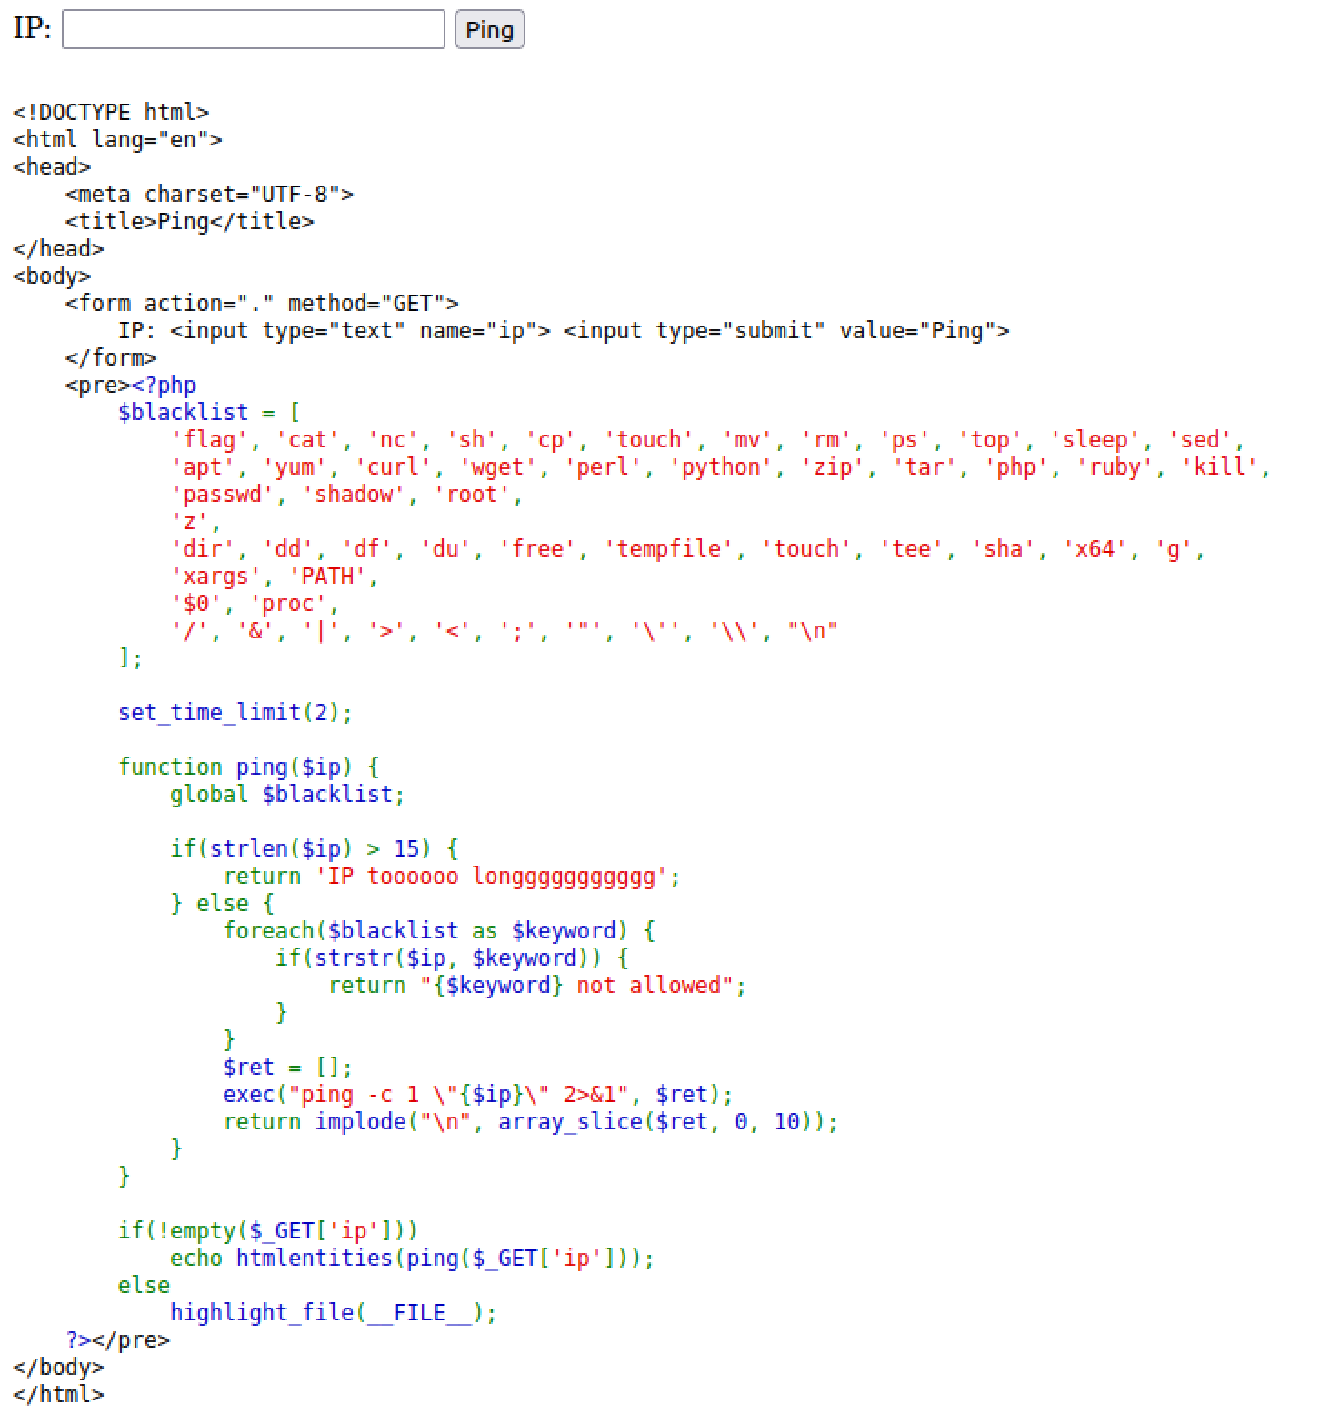 IP: Ping
<!DOCTYPE html>
<html lang="en">
<head>
    <meta charset="UTF-8">
    <title>Ping</title>
</head>
<body>
    <form action="." method="GET">
        IP: <input type="text" name="ip"> <input type="submit" value="Ping">
    </form>
    <pre><?php
        $blacklist = [
            'flag', 'cat', 'nc', 'sh', 'cp', 'touch', 'mv', 'rm', 'ps', 'top', 'sleep', 'sed',
            'apt', 'yum', 'curl', 'wget', 'perl', 'python', 'zip', 'tar', 'php', 'ruby', 'kill',
            'passwd', 'shadow', 'root',
            'z',
            'dir', 'dd', 'df', 'du', 'free', 'tempfile', 'touch', 'tee', 'sha', 'x64', 'g',
            'xargs', 'PATH',
            '$0', 'proc',
            '/', '&', '|', '>', '<', ';', '"', '\'', '\\', "\n"
        ];
        set_time_limit(2);
        function ping($ip) {
            global $blacklist;
            if(strlen($ip) > 15) {
                return 'IP toooooo longgggggggggg';
            } else {
                foreach($blacklist as $keyword) {
                    if(strstr($ip, $keyword)) {
                        return "{$keyword} not allowed";
                    }
                }
                $ret = [];
                exec("ping -c 1 \"{$ip}\" 2>&1", $ret);
                return implode("\n", array_slice($ret, 0, 10));
            }
        }
        if(!empty($_GET['ip']))
            echo htmlentities(ping($_GET['ip']));
        else
            highlight_file(__FILE__);
    ?></pre>
</body>
</html>